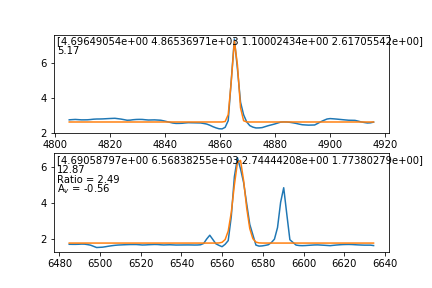 [4.69649054e+00 4.86536971e+03 1.10002434e+00 2.61705542e+00]
5.17
6
4
2
4800 4820 4840 4860 4880 4900 4920
[4.69058797e+00 6.56838255e+03 2.74444208e+00 1.77380279e+00]
12.87
Ratio = 2.49
Av = -0.56
6
4
2
6480 6500 6520 6540 6560 6580 6600 6620 6640